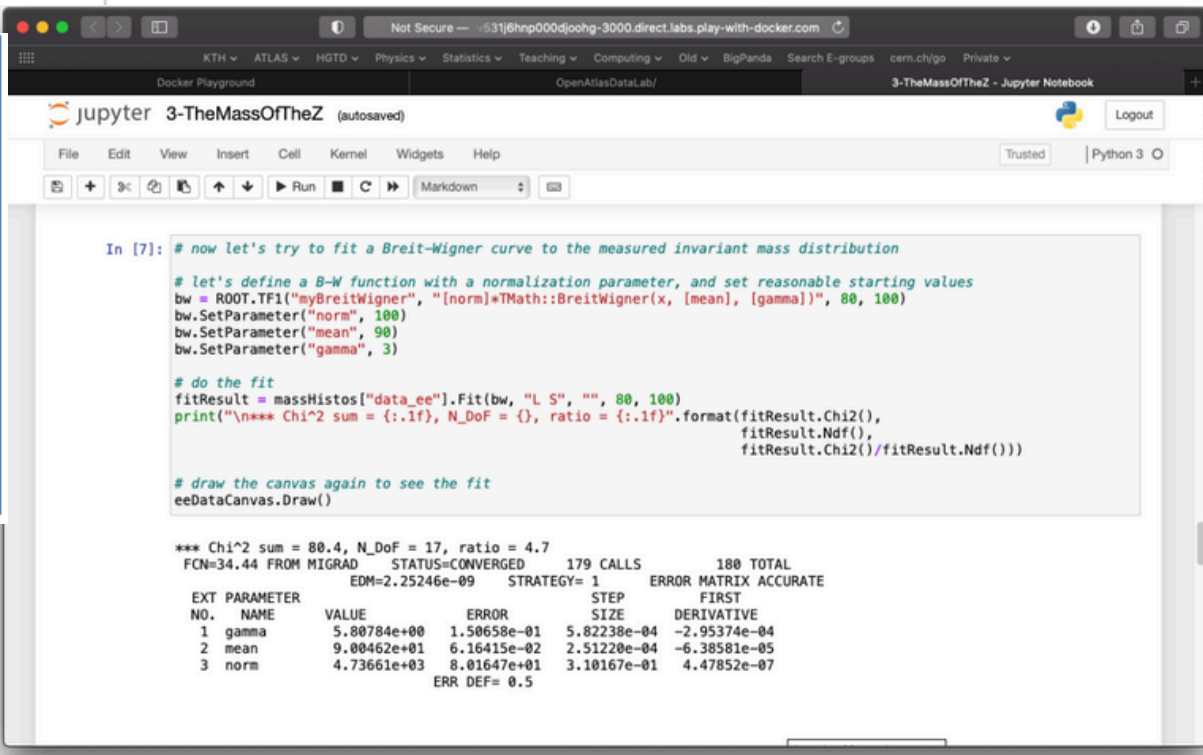 Not Secure — v531j6hnp000djoohg-3000.direct.labs.play-with-docker.com
KTH ATLAS HGTD Physics Statistics Teaching Computing Old BigPanda Search E-groups cern.ch/go Private
Docker Playground OpenAtlasDataLab/ 3-TheMassOfTheZ - Jupyter Notebook
jupyter 3-TheMassOfTheZ (autosaved) Logout
File Edit View Insert Cell Kernel Widgets Help Trusted Python 3
Run Markdown
In [7]: # now let's try to fit a Breit-Wigner curve to the measured invariant mass distribution
# let's define a B-W function with a normalization parameter, and set reasonable starting values
bw = ROOT.TF1("myBreitWigner", "[norm]*TMath::BreitWigner(x, [mean], [gamma])", 80, 100)
bw.SetParameter("norm", 100)
bw.SetParameter("mean", 90)
bw.SetParameter("gamma", 3)
# do the fit
fitResult = massHistos["data_ee"].Fit(bw, "L S", "", 80, 100)
print("\n*** Chi^2 sum = {:.1f}, N_DoF = {}, ratio = {:.1f}".format(fitResult.Chi2(),
fitResult.Ndf(),
fitResult.Chi2()/fitResult.Ndf()))
# draw the canvas again to see the fit
eeDataCanvas.Draw()
*** Chi^2 sum = 80.4, N_DoF = 17, ratio = 4.7
FCN=34.44 FROM MIGRAD STATUS=CONVERGED 179 CALLS 180 TOTAL
EDM=2.25246e-09 STRATEGY= 1 ERROR MATRIX ACCURATE
EXT PARAMETER STEP FIRST
NO. NAME VALUE ERROR SIZE DERIVATIVE
1 gamma 5.80784e+00 1.50658e-01 5.82238e-04 -2.95374e-04
2 mean 9.00462e+01 6.16415e-02 2.51220e-04 -6.38581e-05
3 norm 4.73661e+03 8.01647e+01 3.10167e-01 4.47852e-07
ERR DEF= 0.5